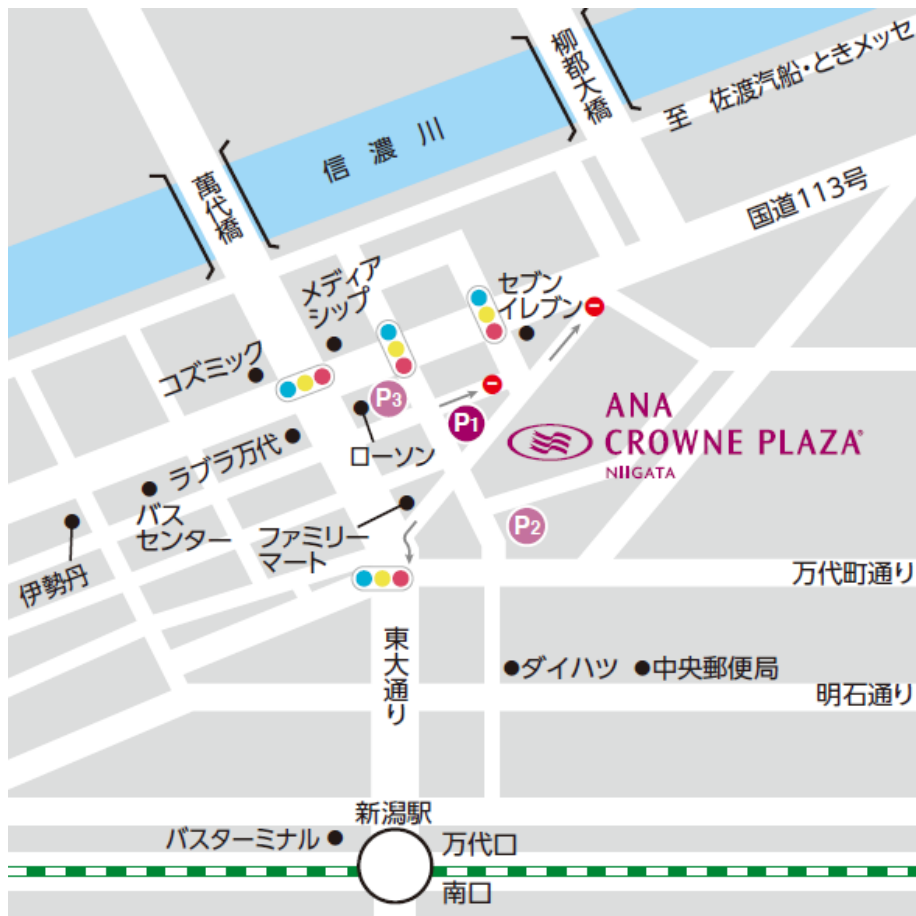 柳都大橋
至 佐渡汽船・ときメッセ
信濃川
萬代橋
国道113号
メディア
シップ
セブン
イレブン
コズミック
P3
P1
ANA
CROWNE PLAZA
NIIGATA
ローソン
ラブラ万代
バス
センター
ファミリー
マート
P2
伊勢丹
万代町通り
東大通り
ダイハツ
中央郵便局
明石通り
新潟駅
バスターミナル
万代口
南口